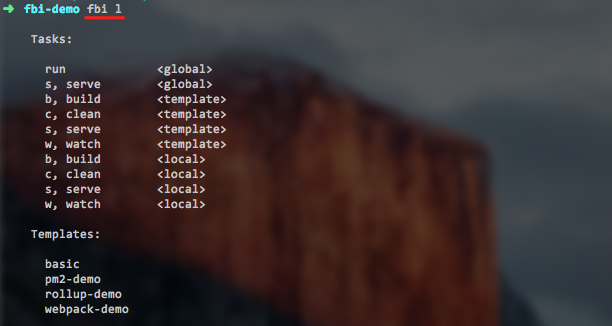 ➜ fbi-demo fbi l
Tasks:
run <global>
s, serve <global>
b, build <template>
c, clean <template>
s, serve <template>
w, watch <template>
b, build <local>
c, clean <local>
s, serve <local>
w, watch <local>
Templates:
basic
pm2-demo
rollup-demo
webpack-demo